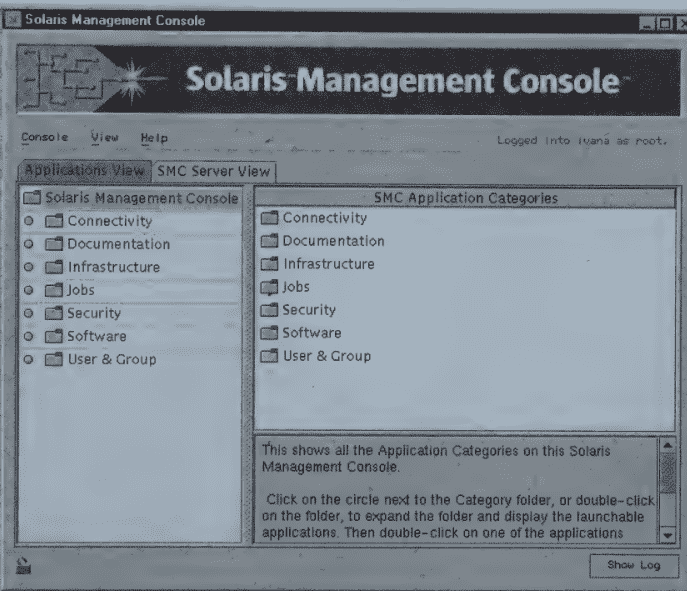 Solaris Management Console
Solaris™ Management Console™
Console View Help
Logged into ivana as root.
Applications View SMC Server View
Solaris Management Console
Connectivity
Documentation
Infrastructure
Jobs
Security
Software
User & Group
SMC Application Categories
Connectivity
Documentation
Infrastructure
Jobs
Security
Software
User & Group
This shows all the Application Categories on this Solaris
Management Console.
Click on the circle next to the Category folder, or double-click
on the folder, to expand the folder and display the launchable
applications. Then double-click on one of the applications
Show Log